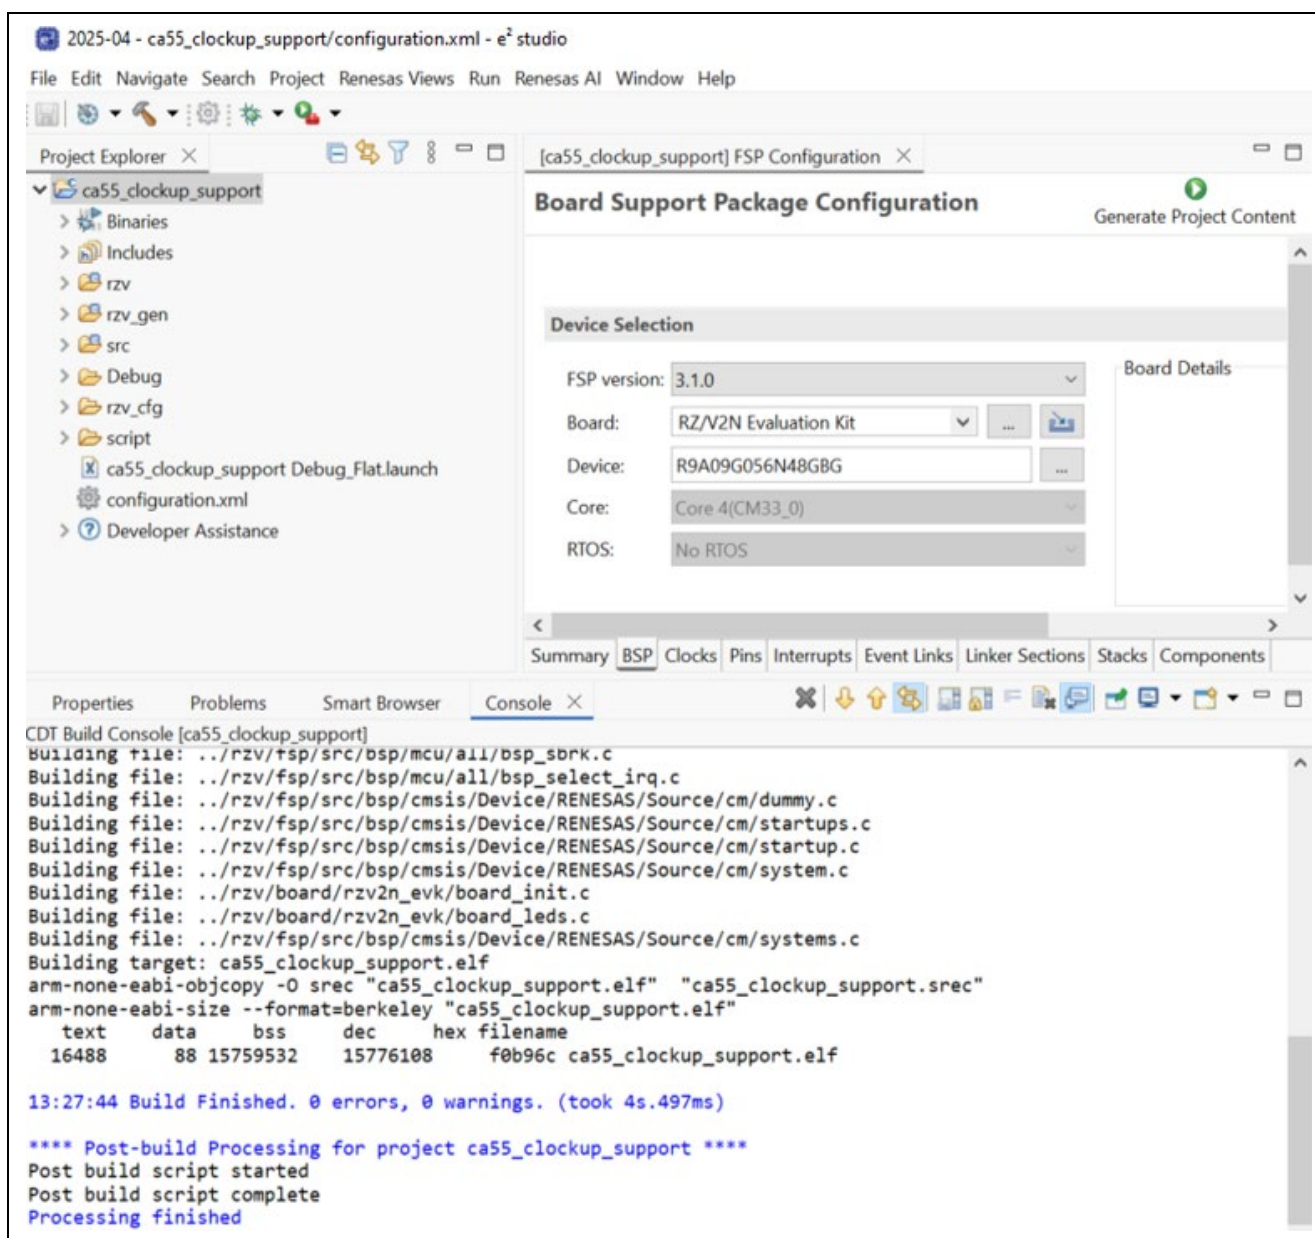 2025-04 - ca55_clockup_support/configuration.xml - e² studio
File Edit Navigate Search Project Renesas Views Run Renesas AI Window Help
Project Explorer
ca55_clockup_support
Binaries
Includes
rzv
rzv_gen
src
Debug
rzv_cfg
script
ca55_clockup_support Debug_Flat.launch
configuration.xml
Developer Assistance
[ca55_clockup_support] FSP Configuration
Board Support Package Configuration
Generate Project Content
Device Selection
FSP version: 3.1.0
Board: RZ/V2N Evaluation Kit ...
Device: R9A09G056N48GBG ...
Core: Core 4(CM33_0)
RTOS: No RTOS
Board Details
Summary BSP Clocks Pins Interrupts Event Links Linker Sections Stacks Components
Properties Problems Smart Browser Console
CDT Build Console [ca55_clockup_support]
Building file: ../rzv/fsp/src/bsp/mcu/all/bsp_sbrk.c
Building file: ../rzv/fsp/src/bsp/mcu/all/bsp_select_irq.c
Building file: ../rzv/fsp/src/bsp/cmsis/Device/RENESAS/Source/cm/dummy.c
Building file: ../rzv/fsp/src/bsp/cmsis/Device/RENESAS/Source/cm/startups.c
Building file: ../rzv/fsp/src/bsp/cmsis/Device/RENESAS/Source/cm/startup.c
Building file: ../rzv/fsp/src/bsp/cmsis/Device/RENESAS/Source/cm/system.c
Building file: ../rzv/board/rzv2n_evk/board_init.c
Building file: ../rzv/board/rzv2n_evk/board_leds.c
Building file: ../rzv/fsp/src/bsp/cmsis/Device/RENESAS/Source/cm/systems.c
Building target: ca55_clockup_support.elf
arm-none-eabi-objcopy -O srec "ca55_clockup_support.elf" "ca55_clockup_support.srec"
arm-none-eabi-size --format=berkeley "ca55_clockup_support.elf"
text data bss dec hex filename
16488 88 15759532 15776108 f0b96c ca55_clockup_support.elf
13:27:44 Build Finished. 0 errors, 0 warnings. (took 4s.497ms)
**** Post-build Processing for project ca55_clockup_support ****
Post build script started
Post build script complete
Processing finished